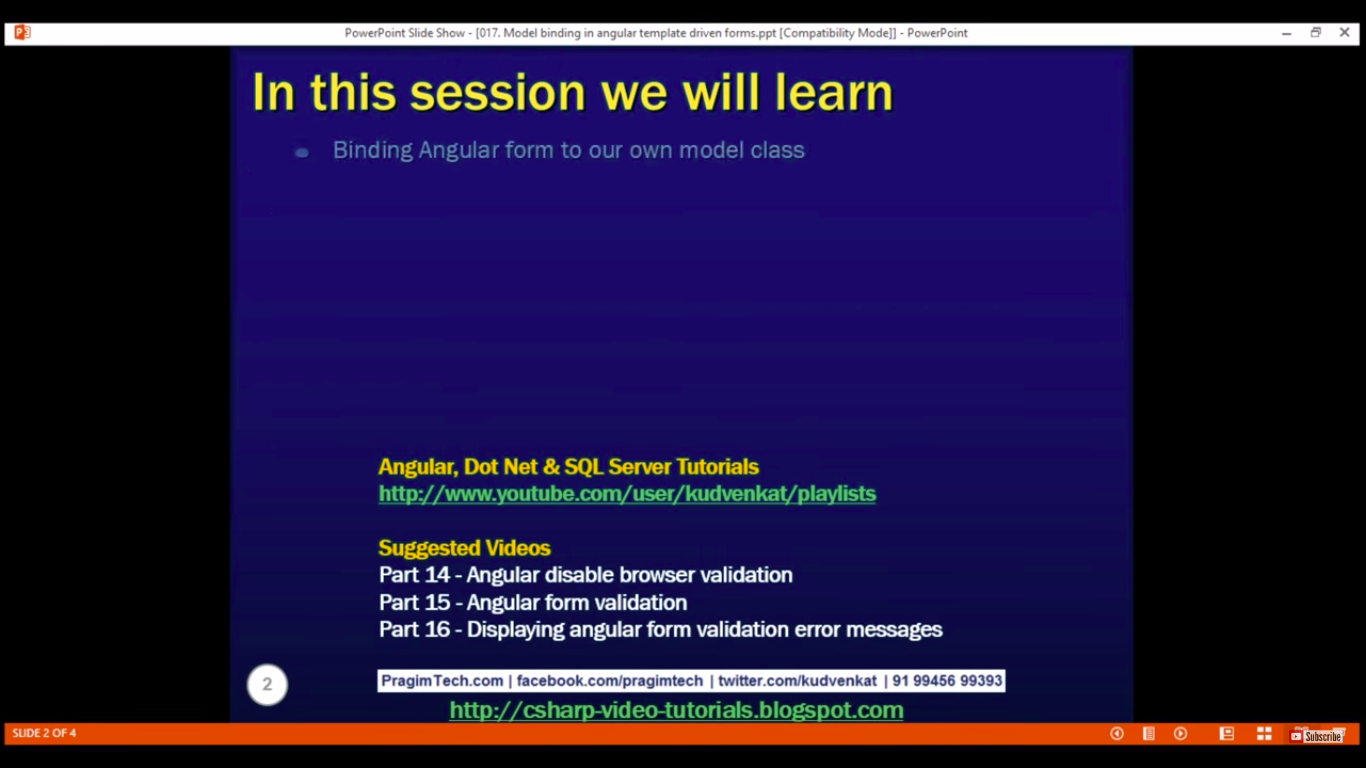 PowerPoint Slide Show - [017. Model binding in angular template driven forms.ppt [Compatibility Mode]] - PowerPoint
In this session we will learn
Binding Angular form to our own model class
Angular, Dot Net & SQL Server Tutorials
http://www.youtube.com/user/kudvenkat/playlists
Suggested Videos
Part 14 - Angular disable browser validation
Part 15 - Angular form validation
Part 16 - Displaying angular form validation error messages
2
PragimTech.com | facebook.com/pragimtech | twitter.com/kudvenkat | 91 99456 99393
http://csharp-video-tutorials.blogspot.com
SLIDE 2 OF 4
Subscribe